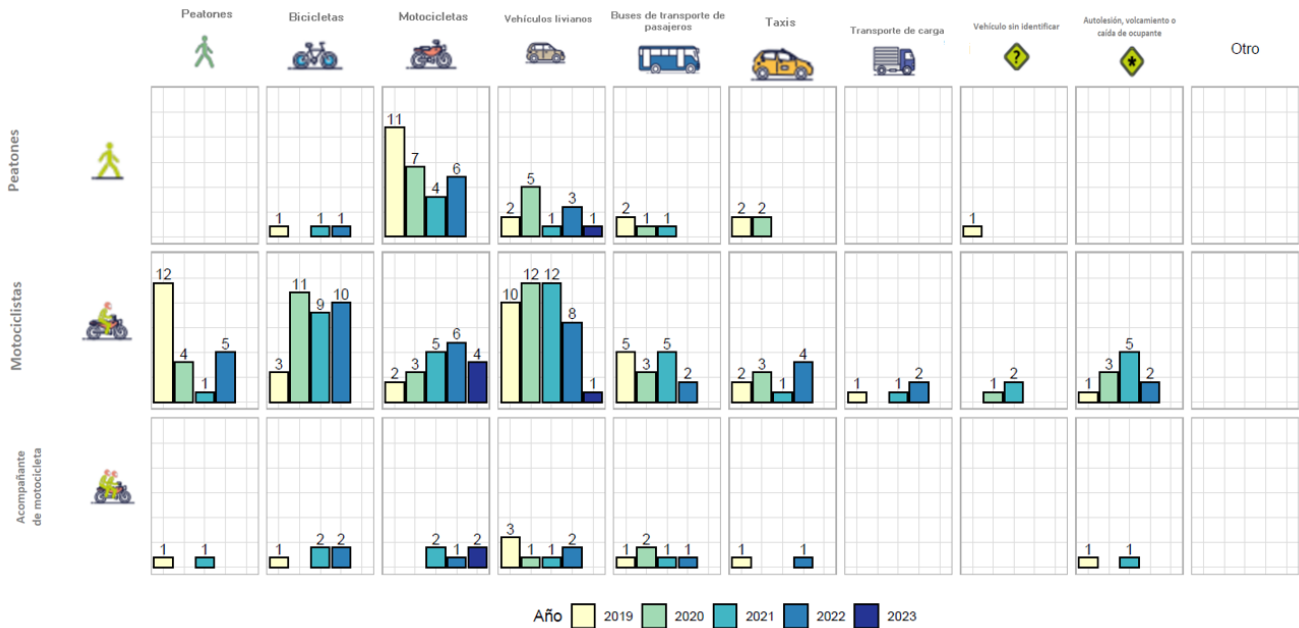 Peatones
Bicicletas
Motocicletas
Vehículos livianos
Buses de transporte de
pasajeros
Taxis
Transporte de carga
Vehículo sin identificar
Autolesión, volcamiento o
caída de ocupante
Otro
?
*
Peatones
1 1 1
11 7 4 6
2 5 1 3 1
2 1 1
2 2
1
Motociclistas
12 4 1 5
3 11 9 10
2 3 5 6 4
10 12 12 8 1
5 3 5 2
2 3 1 4
1 1 2
1 2
1 3 5 2
Acompañante
de motocicleta
1 1
1 2 2
2 1 2
3 1 1 2
1 2 1 1
1 1
1 1
Año 2019 2020 2021 2022 2023